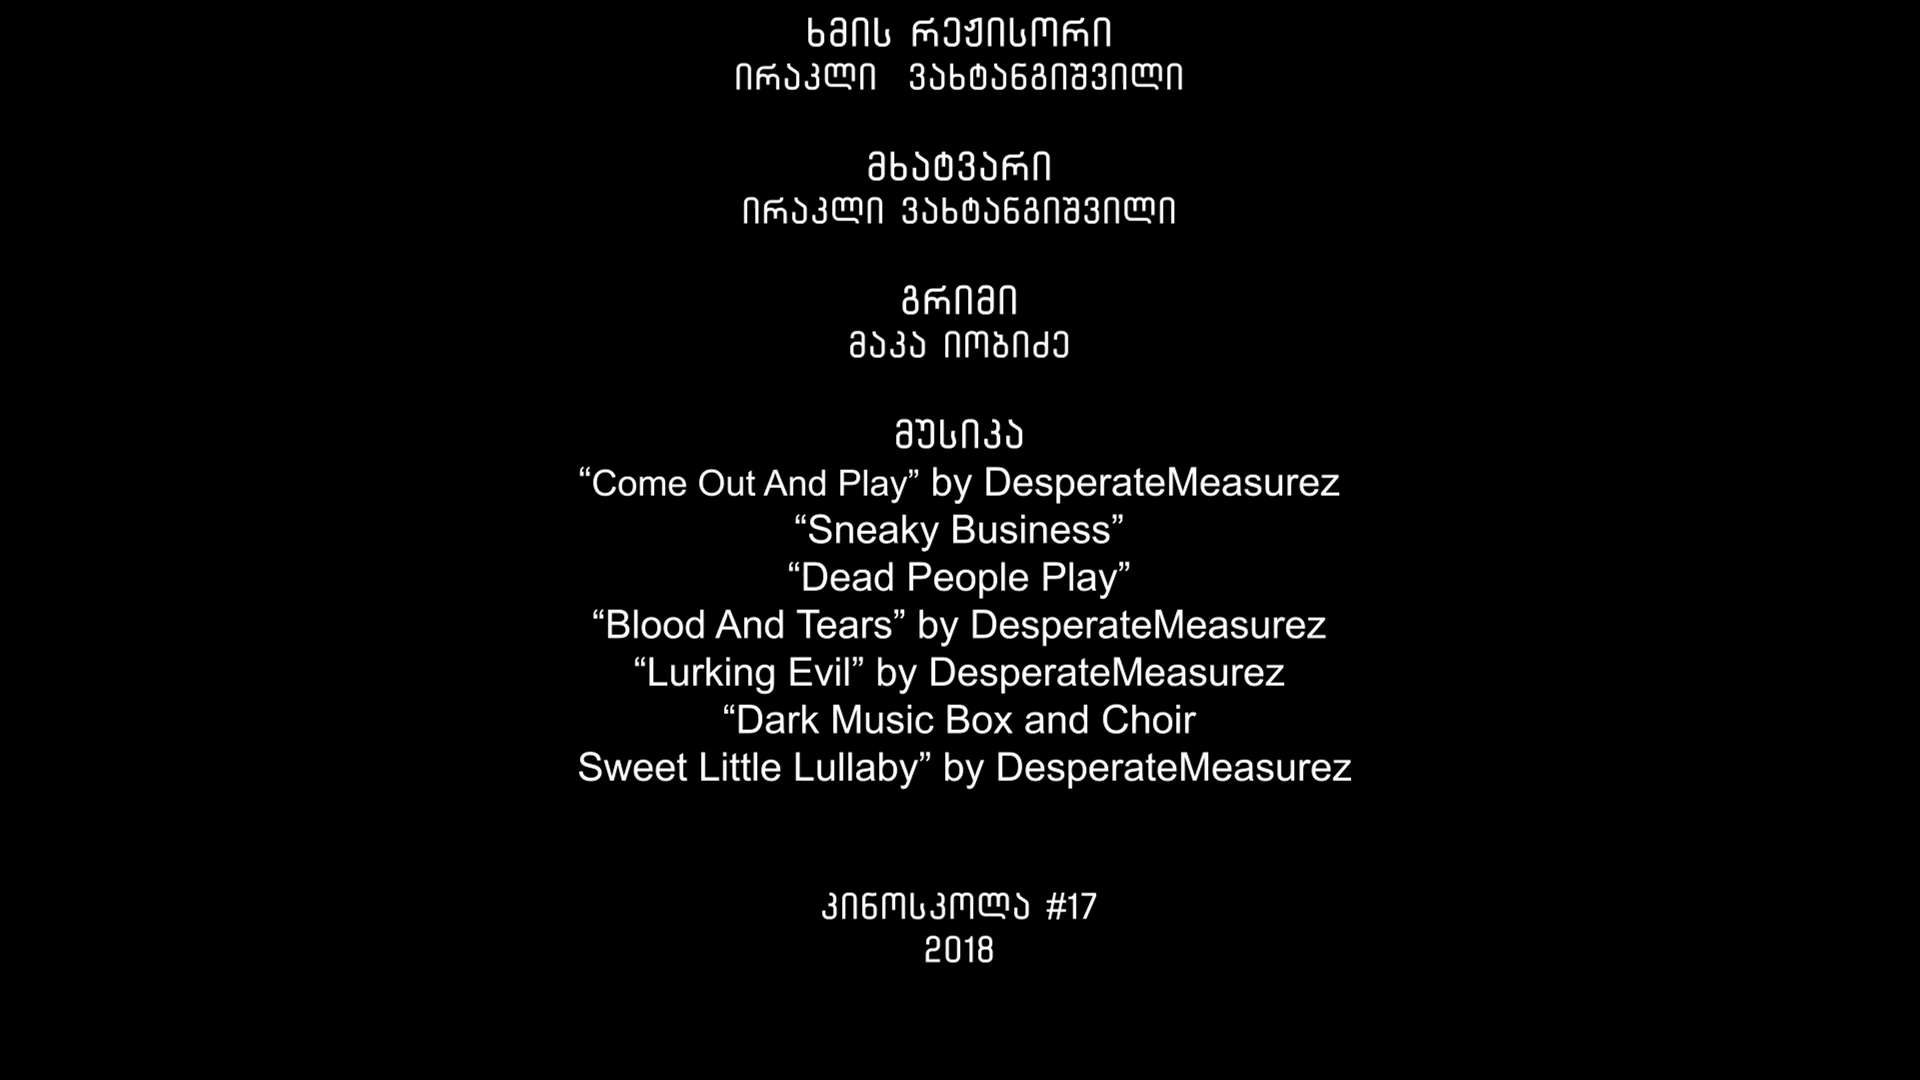 ხმის რეჟისორი
ირაკლი ვახტანგიშვილი
მხატვარი
ირაკლი ვახტანგიშვილი
გრიმი
მაკა იობიძე
მუსიკა
“Come Out And Play” by DesperateMeasurez
“Sneaky Business”
“Dead People Play”
“Blood And Tears” by DesperateMeasurez
“Lurking Evil” by DesperateMeasurez
“Dark Music Box and Choir
Sweet Little Lullaby” by DesperateMeasurez
კინოსკოლა #17
2018